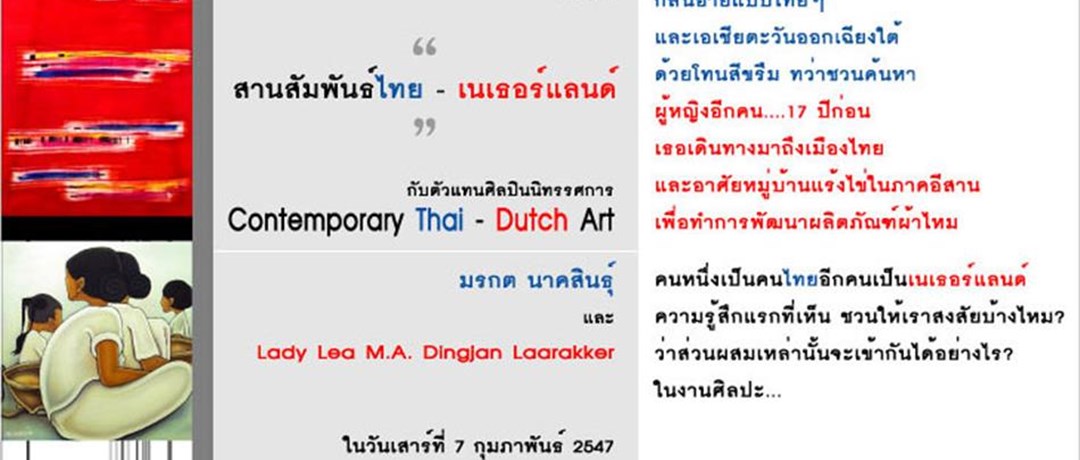 “
สานสัมพันธ์ไทย - เนเธอร์แลนด์
”
กับตัวแทนศิลปินนิทรรศการ
Contemporary Thai - Dutch Art
มรกต นาคสินธุ์
และ
Lady Lea M.A. Dingjan Laarakker
ในวันเสาร์ที่ 7 กุมภาพันธ์ 2547
กลิ่นอายแบบไทยๆ
และเอเชียตะวันออกเฉียงใต้
ด้วยโทนสีขรึม ทว่าชวนค้นหา
ผู้หญิงอีกคน....17 ปีก่อน
เธอเดินทางมาถึงเมืองไทย
และอาศัยหมู่บ้านแร้งไข่ในภาคอีสาน
เพื่อทำการพัฒนาผลิตภัณฑ์ผ้าไหม
คนหนึ่งเป็นคนไทยอีกคนเป็นเนเธอร์แลนด์
ความรู้สึกแรกที่เห็น ชวนให้เราสงสัยบ้างไหม?
ว่าส่วนผสมเหล่านั้นจะเข้ากันได้อย่างไร?
ในงานศิลปะ...